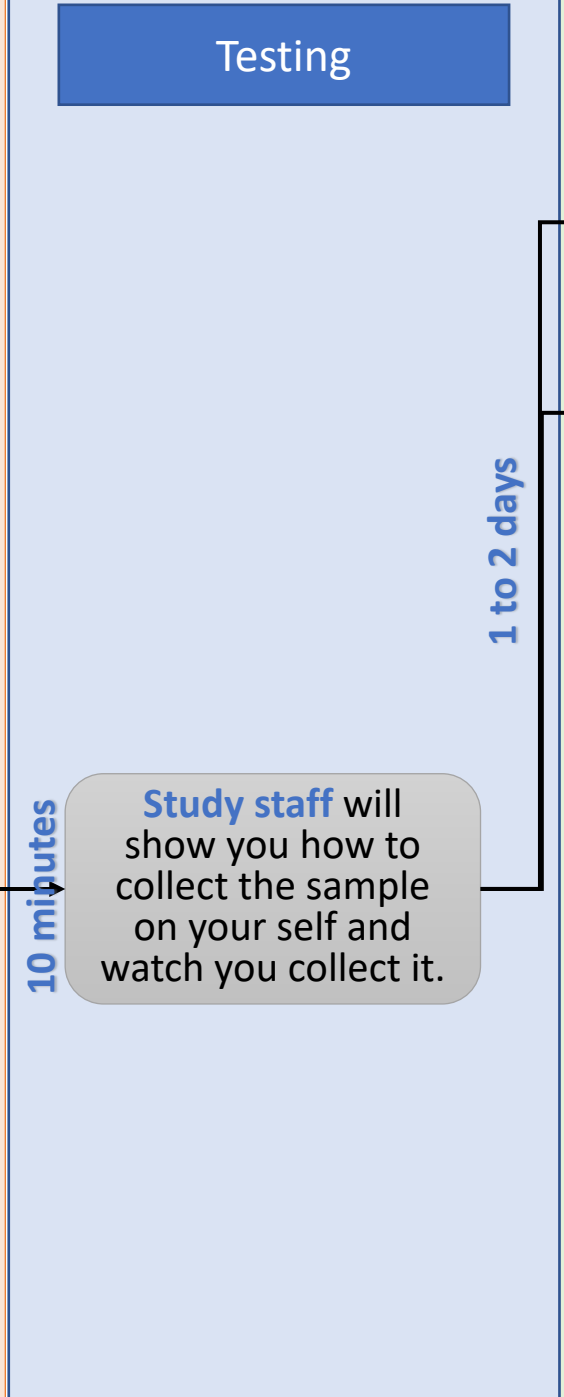 Testing
1 to 2 days
10 minutes
Study staff will
show you how to
collect the sample
on your self and
watch you collect it.